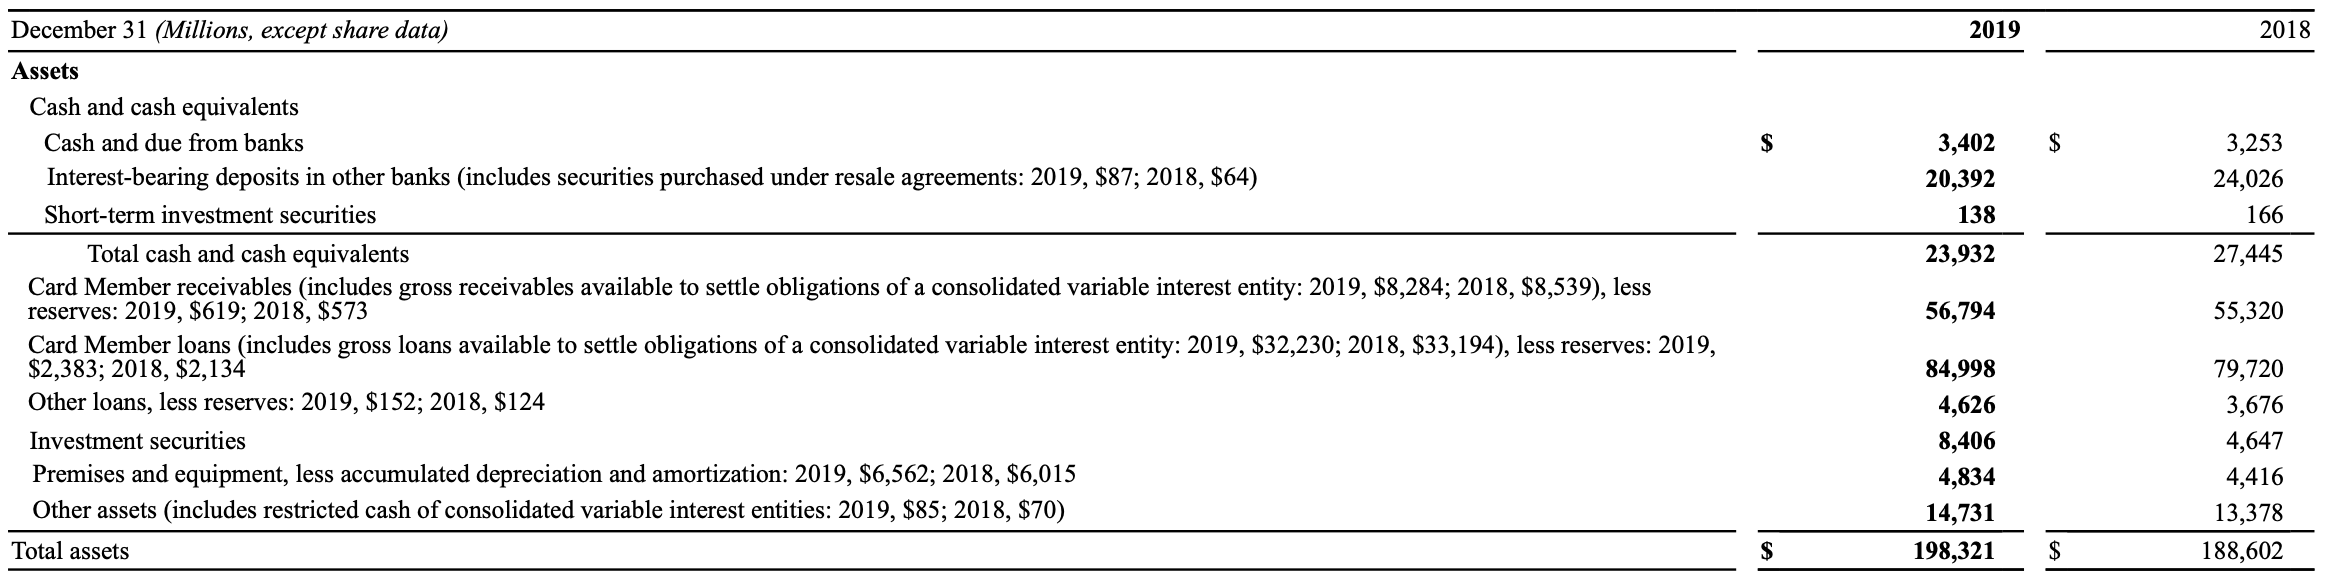 December 31 (Millions, except share data) 2019 2018
Assets
Cash and cash equivalents
Cash and due from banks $ 3,402 $ 3,253
Interest-bearing deposits in other banks (includes securities purchased under resale agreements: 2019, $87; 2018, $64) 20,392 24,026
Short-term investment securities 138 166
Total cash and cash equivalents 23,932 27,445
Card Member receivables (includes gross receivables available to settle obligations of a consolidated variable interest entity: 2019, $8,284; 2018, $8,539), less
reserves: 2019, $619; 2018, $573 56,794 55,320
Card Member loans (includes gross loans available to settle obligations of a consolidated variable interest entity: 2019, $32,230; 2018, $33,194), less reserves: 2019,
$2,383; 2018, $2,134 84,998 79,720
Other loans, less reserves: 2019, $152; 2018, $124 4,626 3,676
Investment securities 8,406 4,647
Premises and equipment, less accumulated depreciation and amortization: 2019, $6,562; 2018, $6,015 4,834 4,416
Other assets (includes restricted cash of consolidated variable interest entities: 2019, $85; 2018, $70) 14,731 13,378
Total assets $ 198,321 $ 188,602